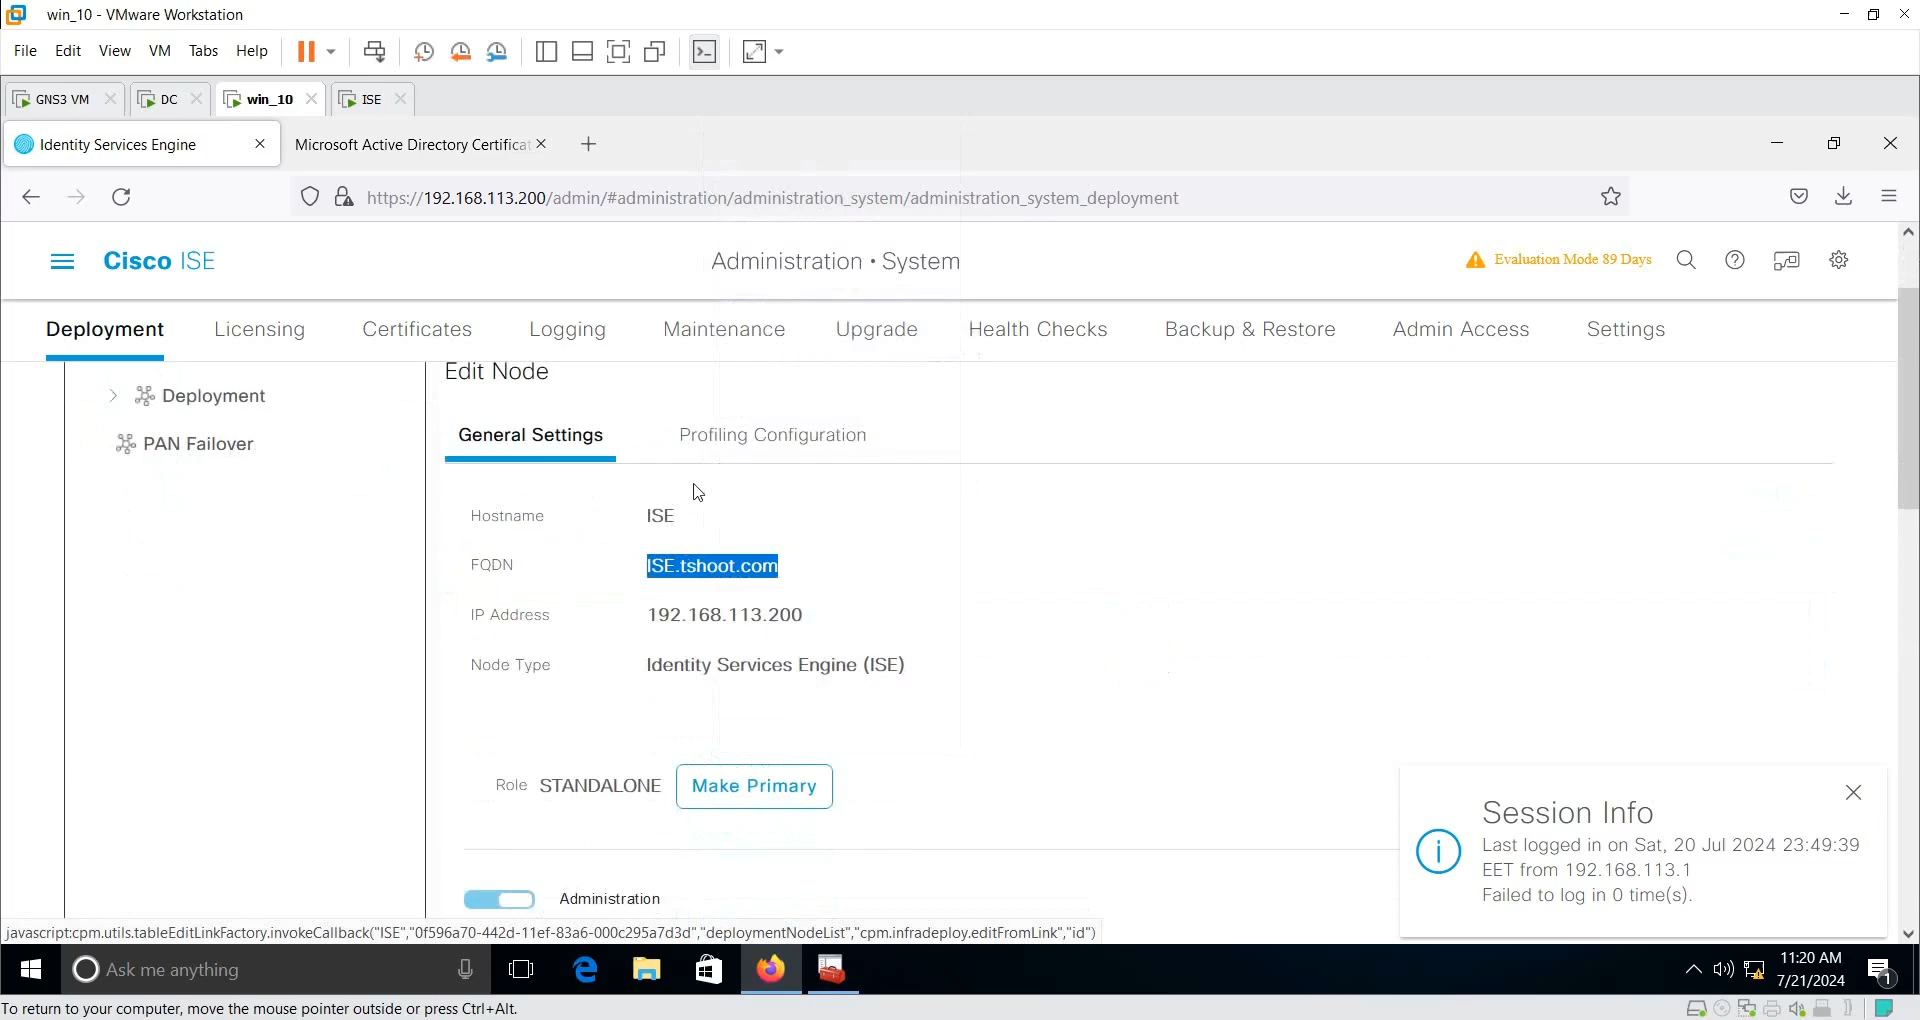 win_10 - VMware Workstation
File Edit View VM Tabs Help
GNS3 VM DC win_10 ISE
Identity Services Engine Microsoft Active Directory Certificat
https://192.168.113.200/admin/#administration/administration_system/administration_system_deployment
Cisco ISE Administration • System Evaluation Mode 89 Days
Deployment Licensing Certificates Logging Maintenance Upgrade Health Checks Backup & Restore Admin Access Settings
Edit Node
Deployment
PAN Failover
General Settings Profiling Configuration
Hostname ISE
FQDN ISE.tshoot.com
IP Address 192.168.113.200
Node Type Identity Services Engine (ISE)
Role STANDALONE Make Primary
Administration
Session Info
Last logged in on Sat, 20 Jul 2024 23:49:39
EET from 192.168.113.1
Failed to log in 0 time(s).
javascript:cpm.utils.tableEditLinkFactory.invokeCallback("ISE","0f596a70-442d-11ef-83a6-000c295a7d3d","deploymentNodeList","cpm.infradeploy.editFromLink","id")
Ask me anything
11:20 AM
7/21/2024
1
To return to your computer, move the mouse pointer outside or press Ctrl+Alt.